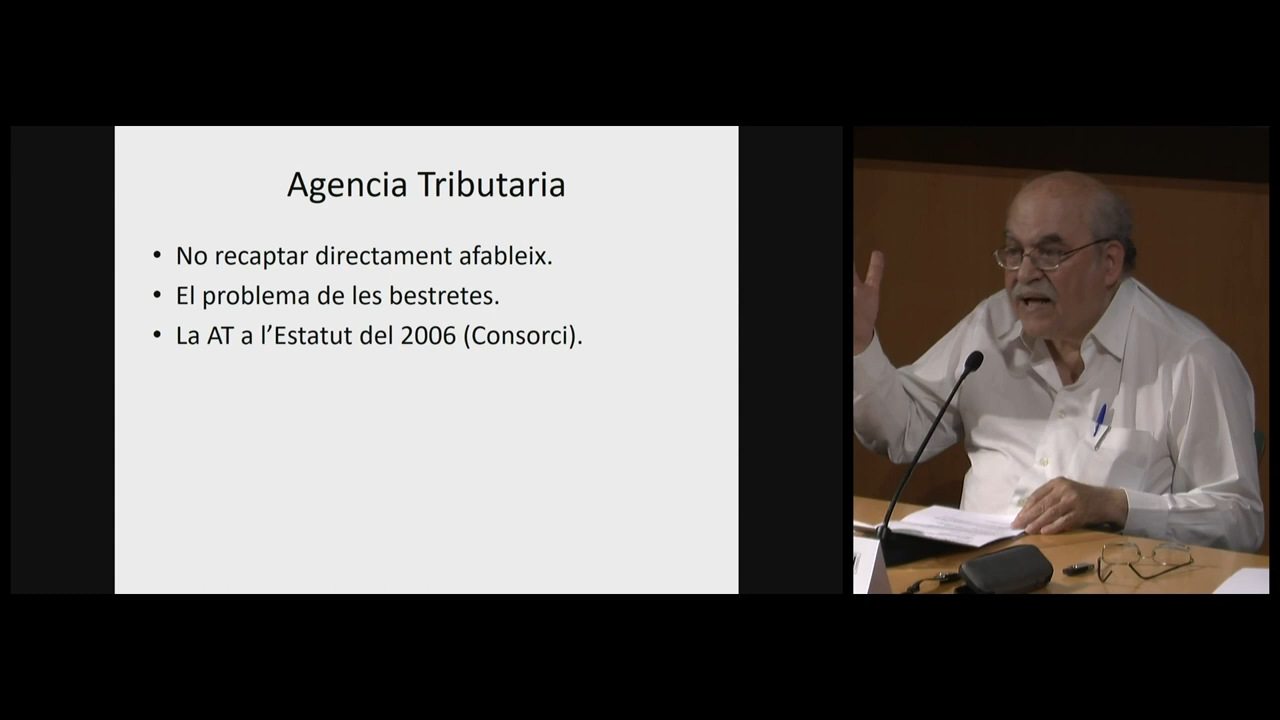 Agencia Tributaria
• No recaptar directament afableix.
• El problema de les bestretes.
• La AT a l’Estatut del 2006 (Consorci).